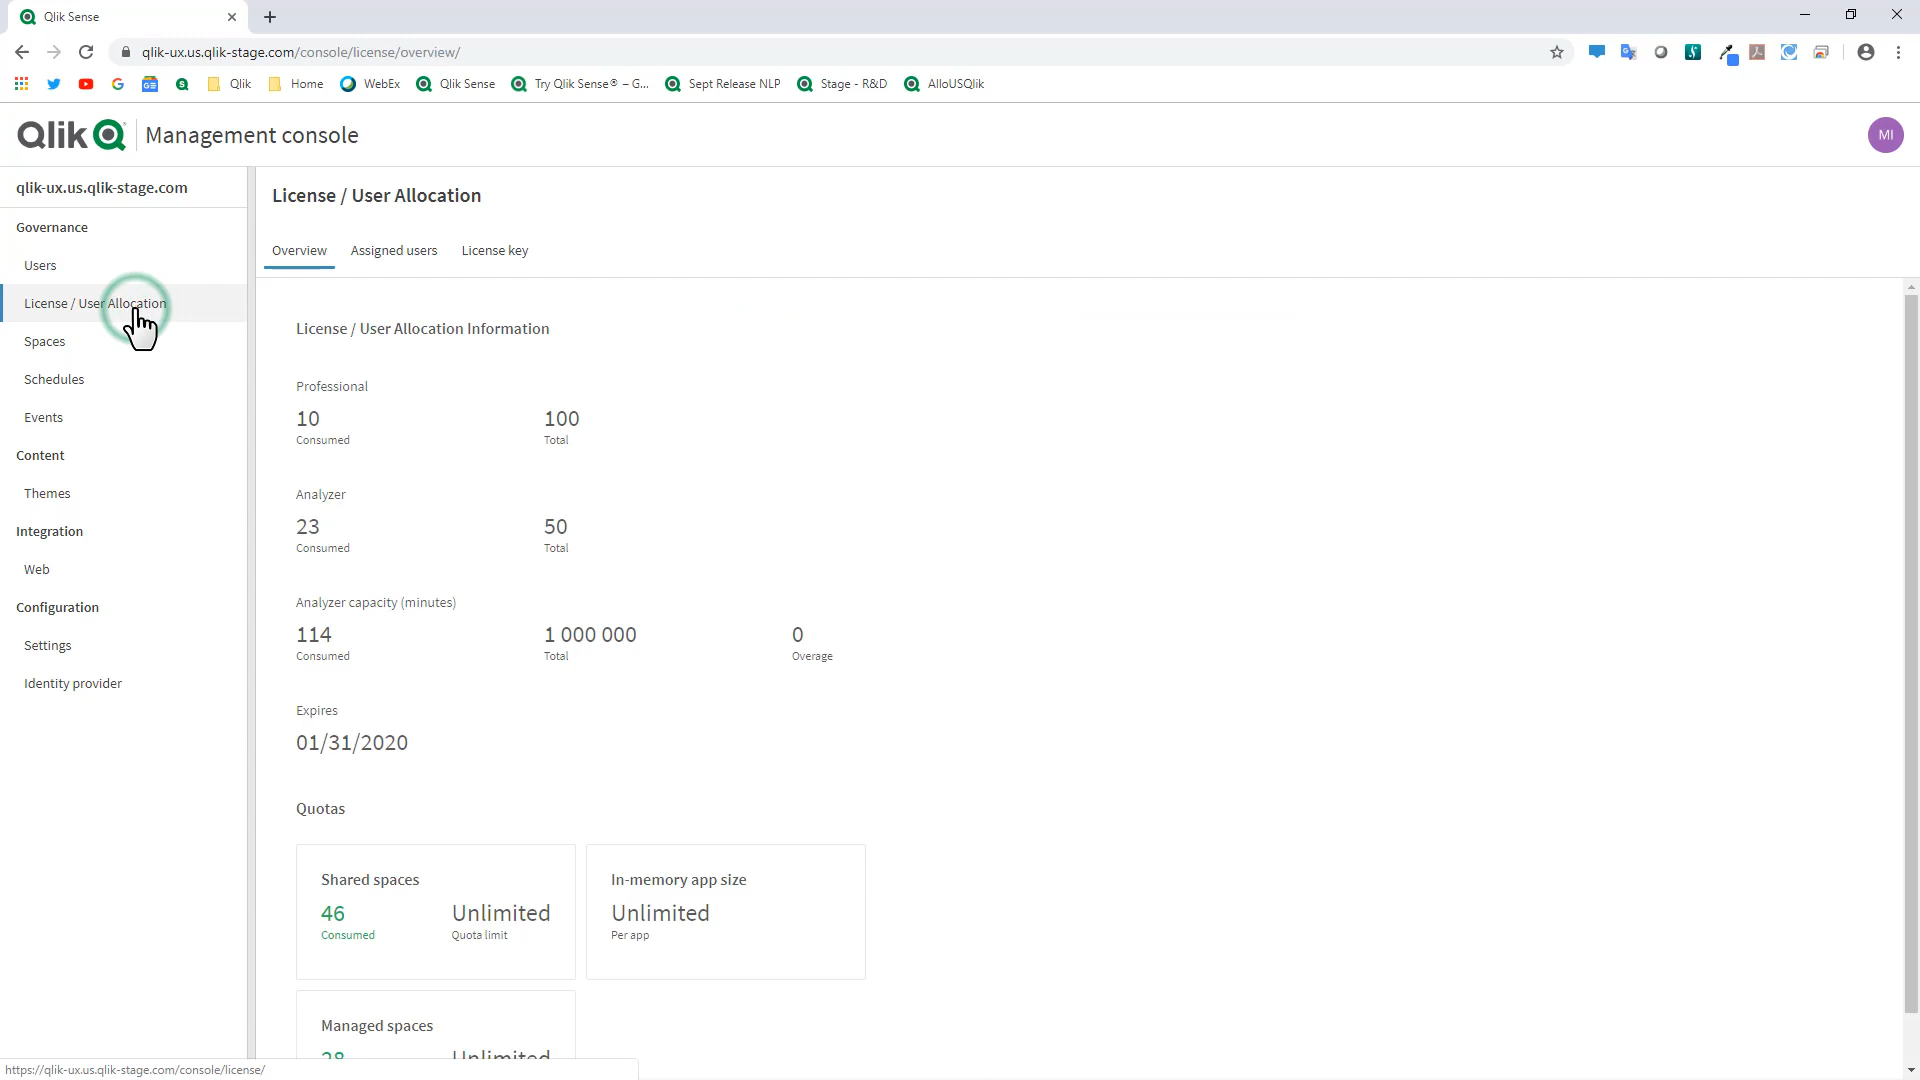 Qlik Sense
qlik-ux.us.qlik-stage.com/console/license/overview/
Qlik Home WebEx Qlik Sense Try Qlik Sense® – G... Sept Release NLP Stage - R&D AlloUSQlik
Qlik Management console
MI
qlik-ux.us.qlik-stage.com
Governance
Users
License / User Allocation
Spaces
Schedules
Events
Content
Themes
Integration
Web
Configuration
Settings
Identity provider
License / User Allocation
Overview Assigned users License key
License / User Allocation Information
Professional
10 100
Consumed Total
Analyzer
23 50
Consumed Total
Analyzer capacity (minutes)
114 1 000 000 0
Consumed Total Overage
Expires
01/31/2020
Quotas
Shared spaces
46 Unlimited
Consumed Quota limit
In-memory app size
Unlimited
Per app
Managed spaces
28 Unlimited
https://qlik-ux.us.qlik-stage.com/console/license/